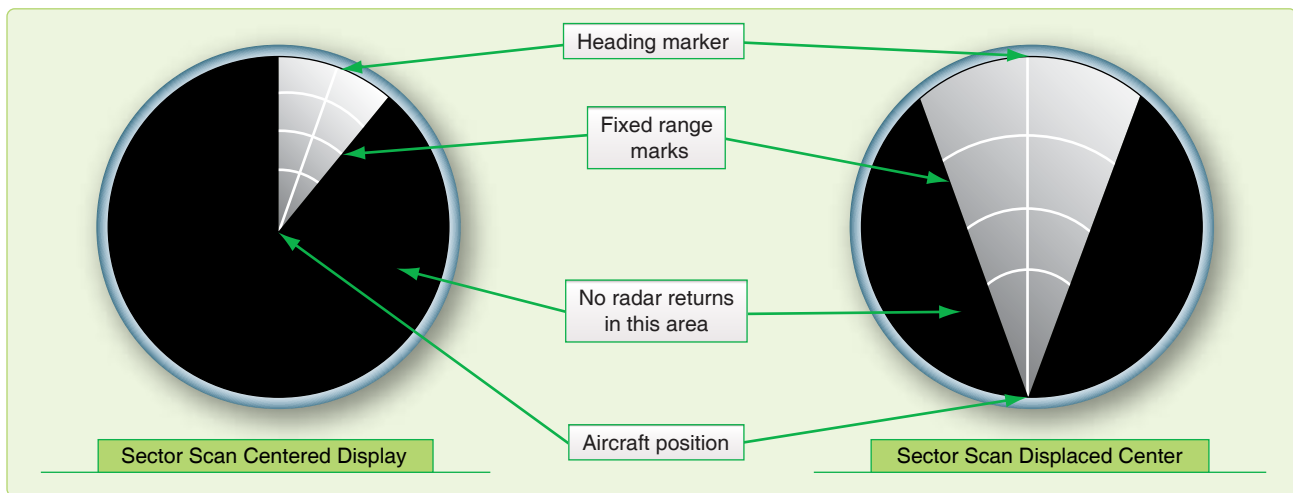 Heading marker
Fixed range
marks
No radar returns
in this area
Aircraft position
Sector Scan Centered Display
Sector Scan Displaced Center